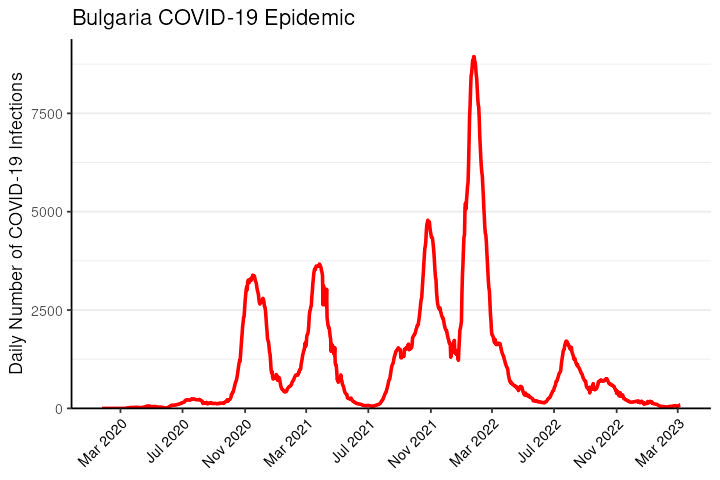 Bulgaria COVID-19 Epidemic
Daily Number of COVID-19 Infections
7500
5000
2500
0
Mar 2020
Jul 2020
Nov 2020
Mar 2021
Jul 2021
Nov 2021
Mar 2022
Jul 2022
Nov 2022
Mar 2023